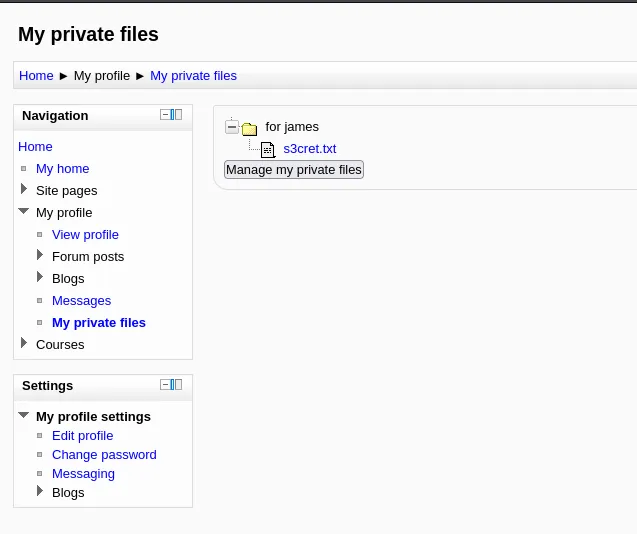 My private files
Home ► My profile ► My private files
Navigation
Home
My home
Site pages
My profile
View profile
Forum posts
Blogs
Messages
My private files
Courses
Settings
My profile settings
Edit profile
Change password
Messaging
Blogs
for james
s3cret.txt
Manage my private files